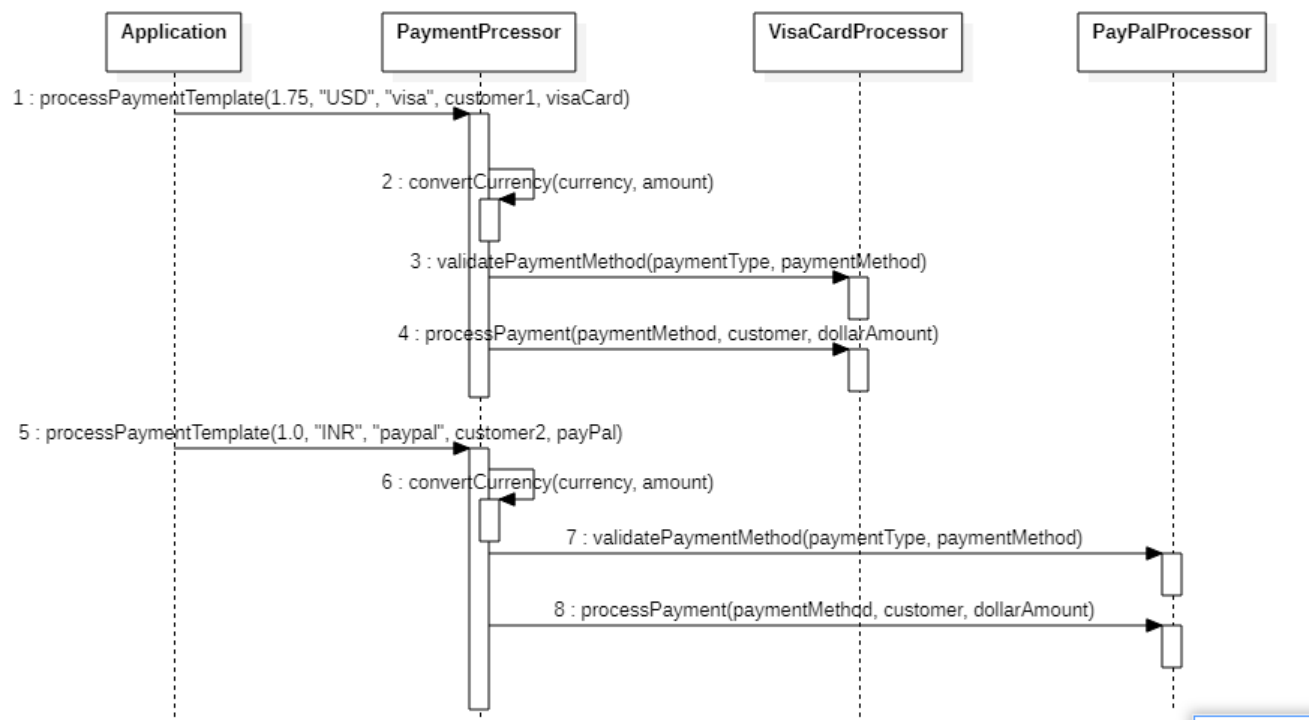 Application
PaymentPrcessor
VisaCardProcessor
PayPalProcessor
1 : processPaymentTemplate(1.75, "USD", "visa", customer1, visaCard)
2 : convertCurrency(currency, amount)
3 : validatePaymentMethod(paymentType, paymentMethod)
4 : processPayment(paymentMethod, customer, dollarAmount)
5 : processPaymentTemplate(1.0, "INR", "paypal", customer2, payPal)
6 : convertCurrency(currency, amount)
7 : validatePaymentMethod(paymentType, paymentMethod)
8 : processPayment(paymentMethod, customer, dollarAmount)